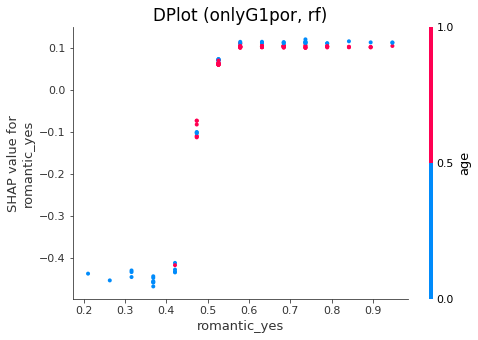 DPlot (onlyG1por, rf)
SHAP value for
romantic_yes
0.1
0.0
−0.1
−0.2
−0.3
−0.4
0.2 0.3 0.4 0.5 0.6 0.7 0.8 0.9
romantic_yes
1.0
0.5
0.0
age